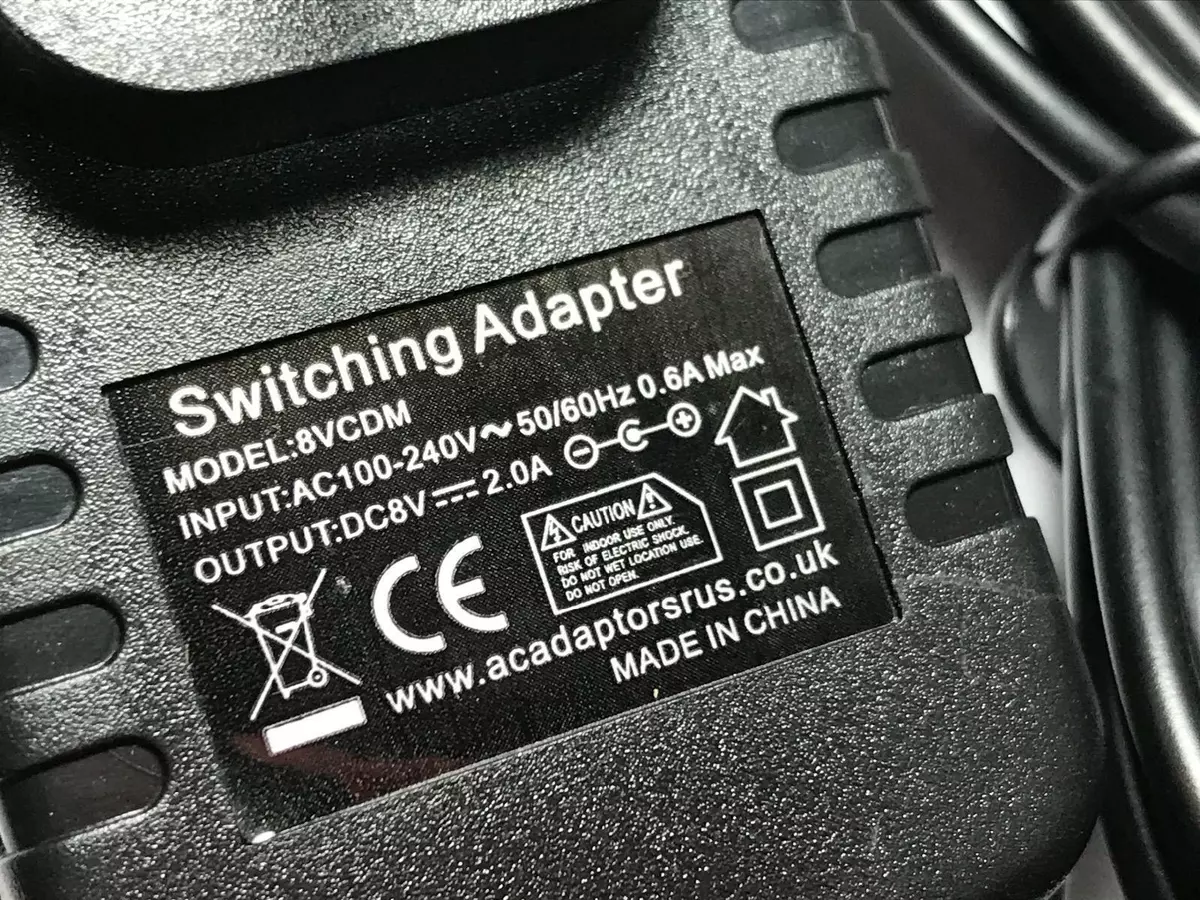 Switching Adapter
MODEL:8VCDM
INPUT:AC100-240V~50/60Hz 0.6A Max
OUTPUT:DC8V⎓2.0A
CE
CAUTION
FOR INDOOR USE ONLY.
RISK OF ELECTRIC SHOCK.
DO NOT WET LOCATION USE.
DO NOT OPEN.
www.acadaptorsrus.co.uk
MADE IN CHINA